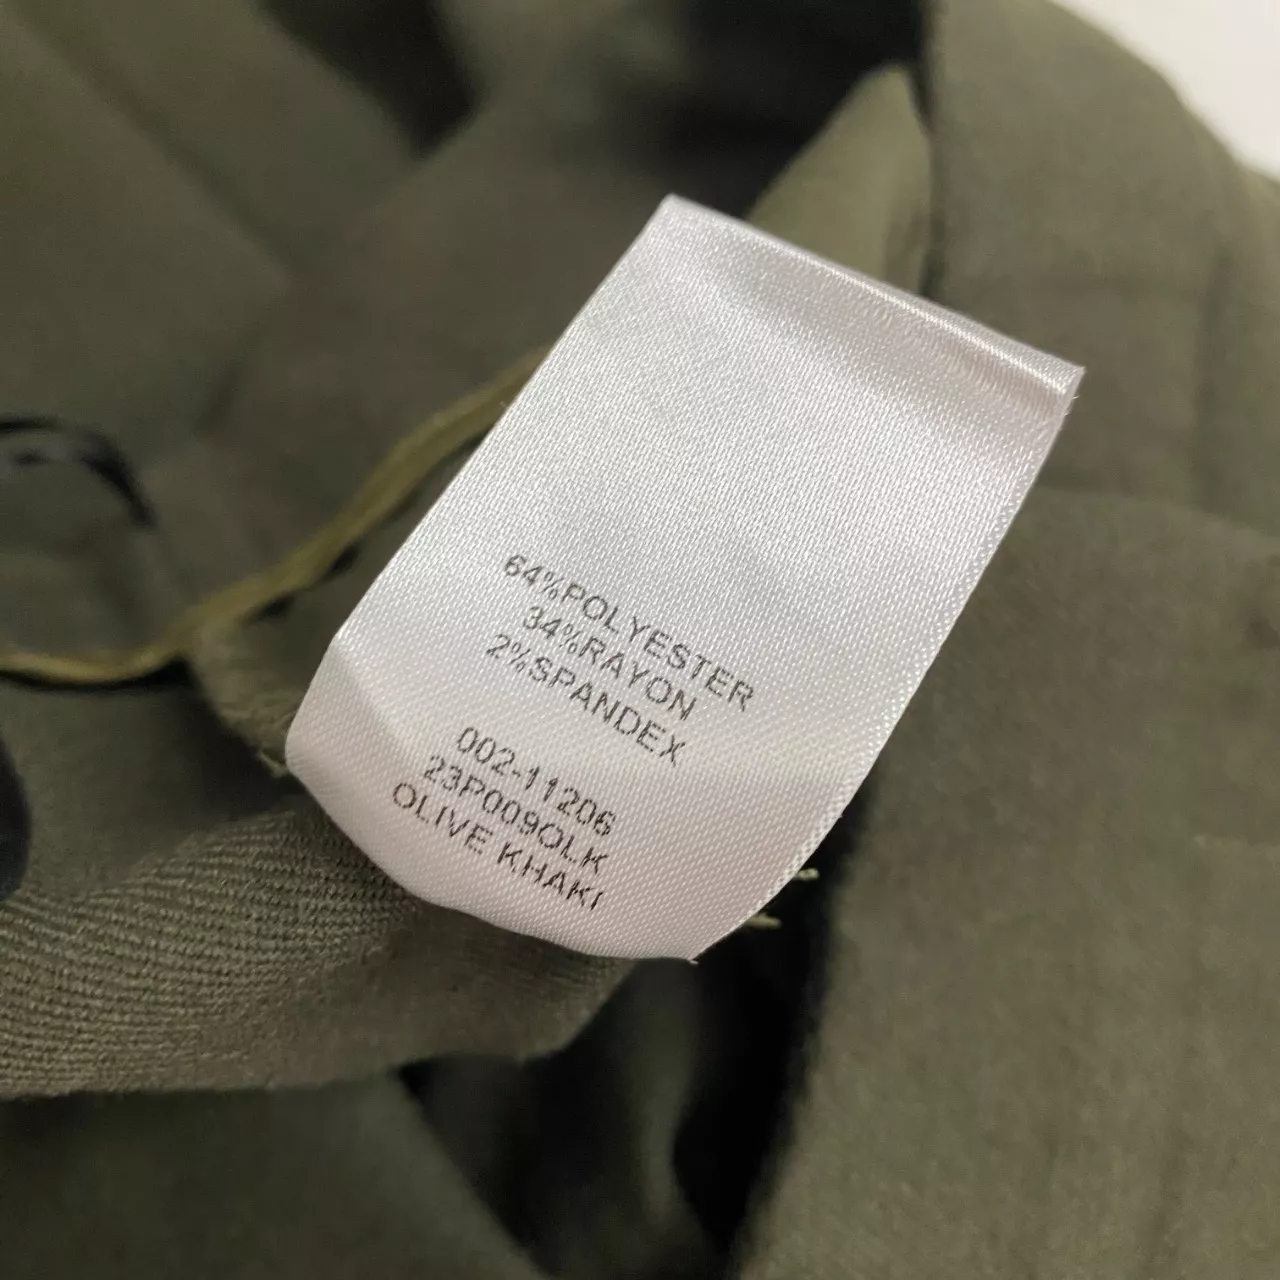 64%POLYESTER
34%RAYON
2%SPANDEX
002-11206
23P009OLK
OLIVE KHAKI